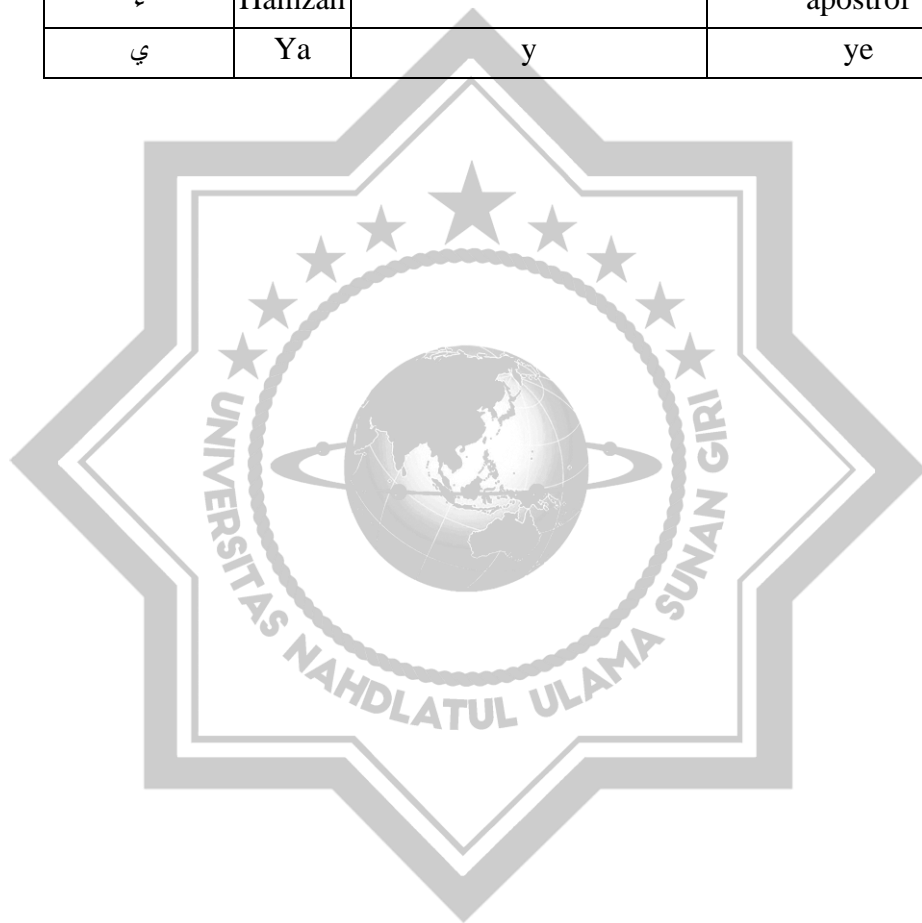 ء Hamzah apostrof
ي Ya y ye
UNIVERSITAS NAHDLATUL ULAMA SUNAN GIRI